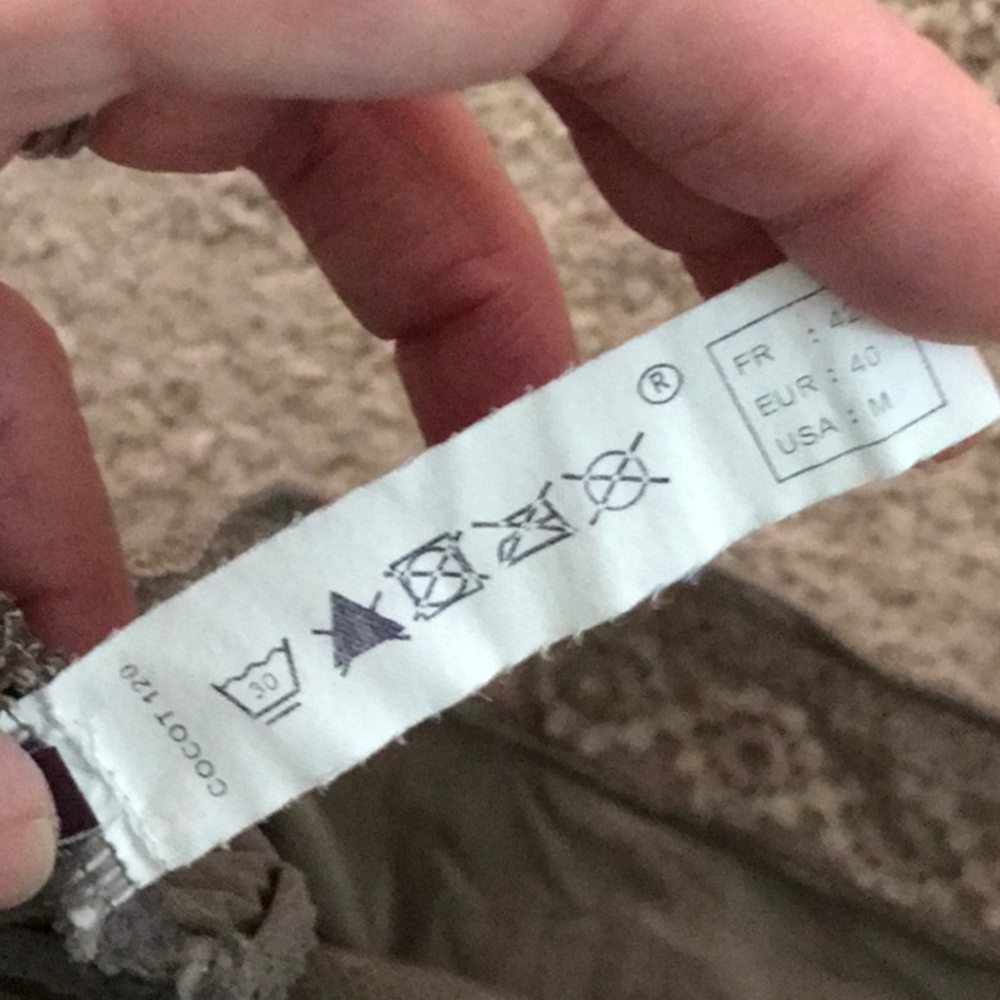 COCOT 120
30
®
FR : 42
EUR : 40
USA : M